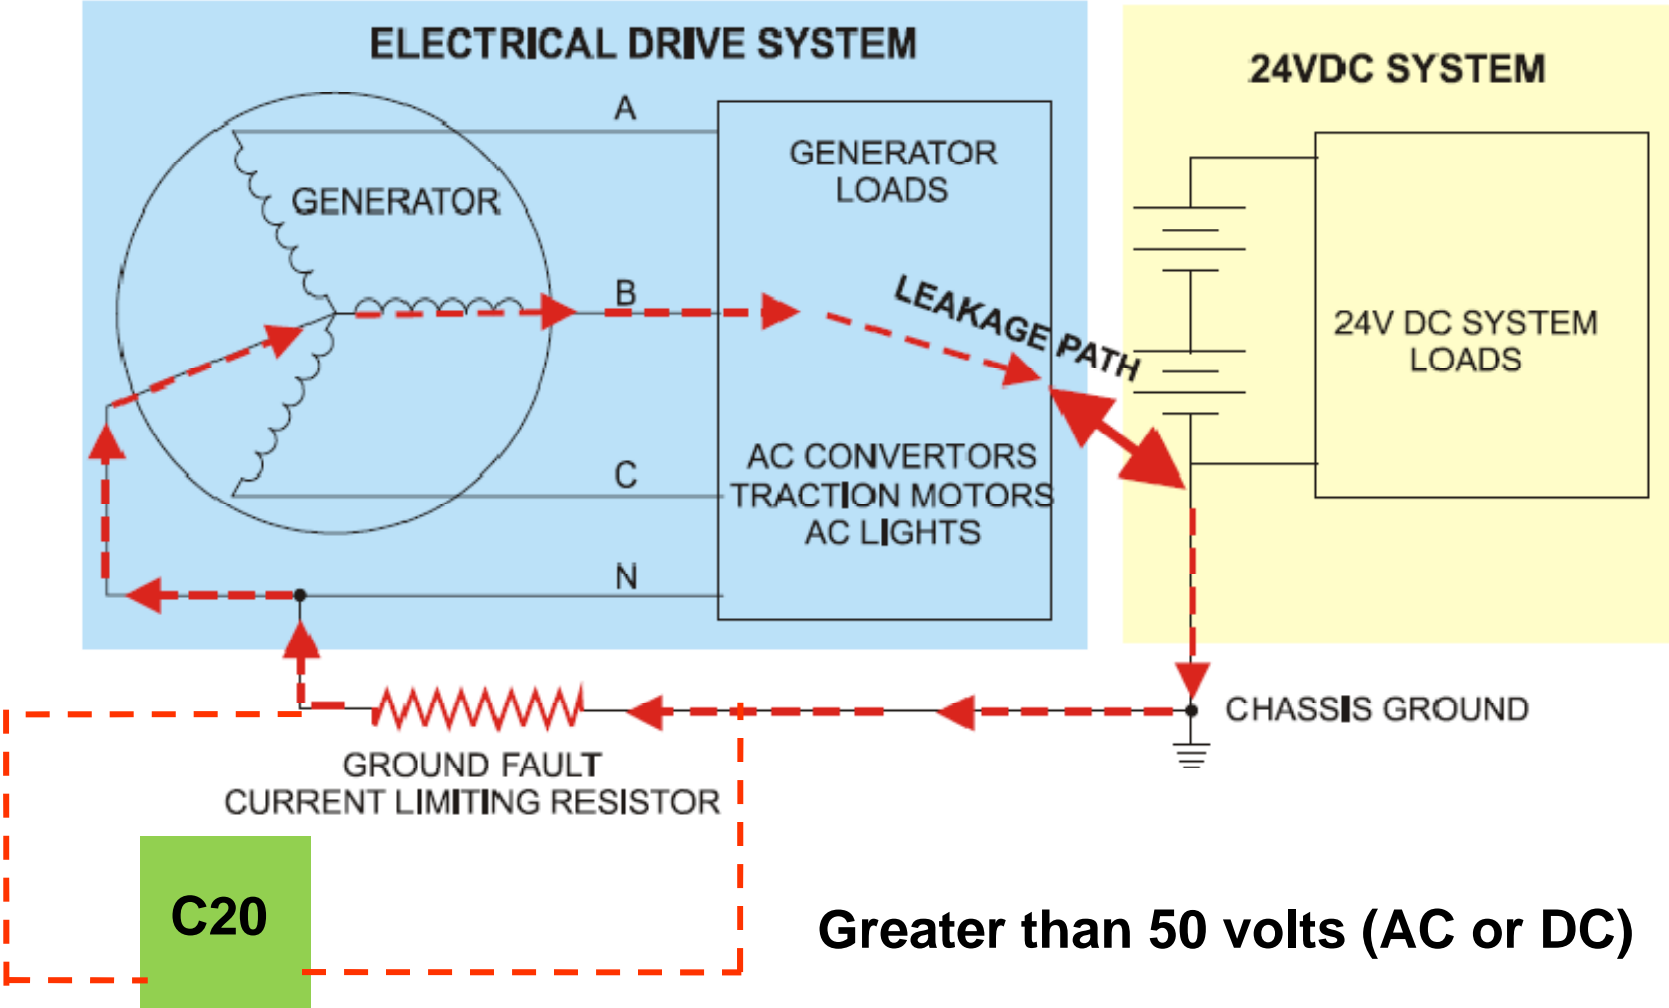 ELECTRICAL DRIVE SYSTEM
24VDC SYSTEM
A
GENERATOR
LOADS
GENERATOR
B
LEAKAGE PATH
24V DC SYSTEM
LOADS
C
AC CONVERTORS
TRACTION MOTORS
AC LIGHTS
N
CHASSIS GROUND
GROUND FAULT
CURRENT LIMITING RESISTOR
C20
Greater than 50 volts (AC or DC)